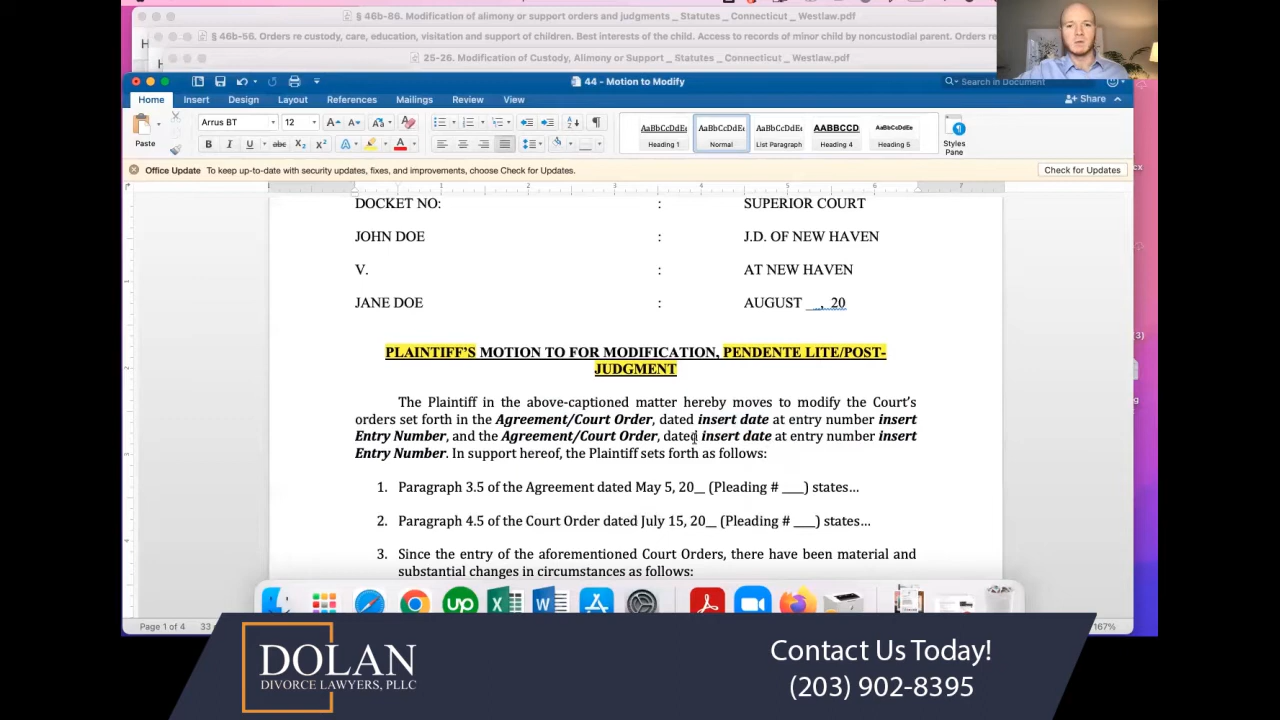 § 46b-86. Modification of alimony or support orders and judgments _ Statutes _ Connecticut _ Westlaw.pdf
§ 46b-56. Orders re custody, care, education, visitation and support of children. Best interests of the child. Access to records of minor child by noncustodial parent. Orders re
25-26. Modification of Custody, Alimony or Support _ Statutes _ Connecticut _ Westlaw.pdf
44 - Motion to Modify
Search in Document
Home Insert Design Layout References Mailings Review View
Share
Paste
Arrus BT 12
AaBbCcDdEe AaBbCcDdEe AaBbCcDdEe AABBCCD AaBbCcDdEe
Heading 1 Normal List Paragraph Heading 4 Heading 5
Styles
Pane
Office Update To keep up-to-date with security updates, fixes, and improvements, choose Check for Updates.
Check for Updates
1 2 3 4 5 6 7
DOCKET NO: : SUPERIOR COURT
JOHN DOE : J.D. OF NEW HAVEN
V. : AT NEW HAVEN
JANE DOE : AUGUST __, 20
PLAINTIFF'S MOTION TO FOR MODIFICATION, PENDENTE LITE/POST-
JUDGMENT
The Plaintiff in the above-captioned matter hereby moves to modify the Court's
orders set forth in the Agreement/Court Order, dated insert date at entry number insert
Entry Number, and the Agreement/Court Order, dated insert date at entry number insert
Entry Number. In support hereof, the Plaintiff sets forth as follows:
1. Paragraph 3.5 of the Agreement dated May 5, 20__ (Pleading # ___) states…
2. Paragraph 4.5 of the Court Order dated July 15, 20__ (Pleading # ___) states…
3. Since the entry of the aforementioned Court Orders, there have been material and
substantial changes in circumstances as follows:
Page 1 of 4
167%
DOLAN
DIVORCE LAWYERS, PLLC
Contact Us Today!
(203) 902-8395